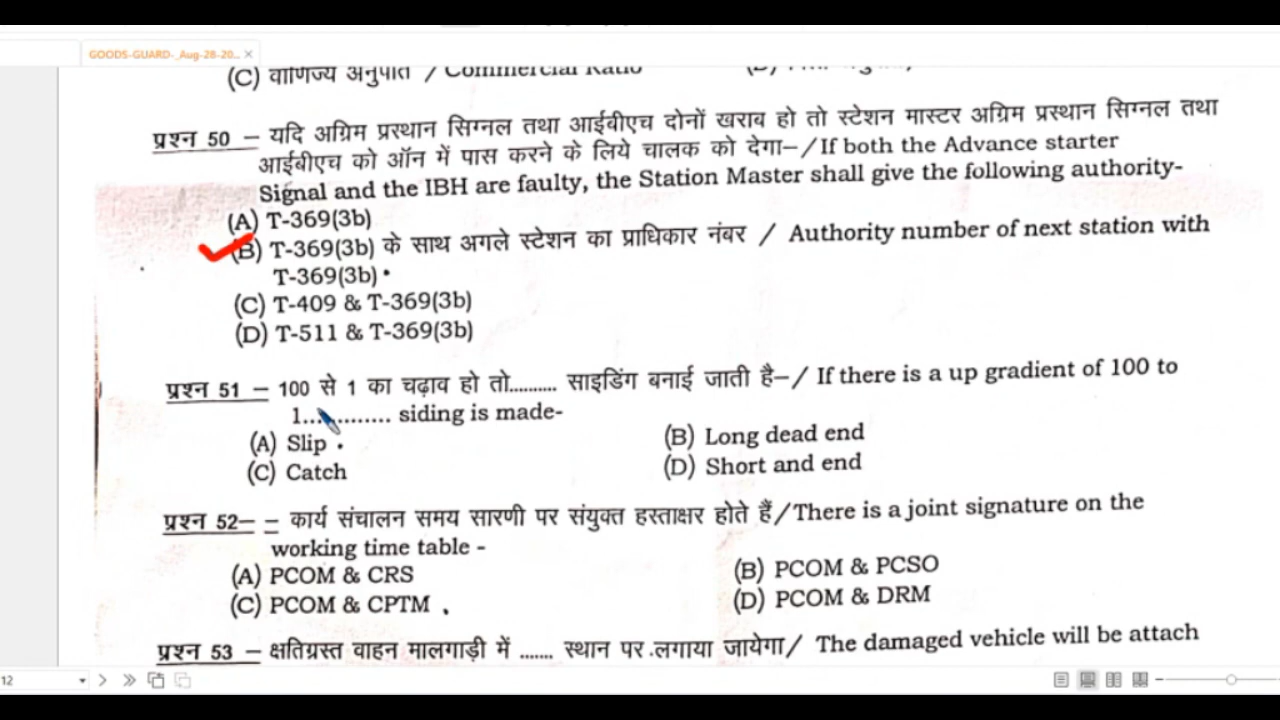 GOODS-GUARD-_Aug-28-20... ×
(C) वाणिज्य अनुपात / Commercial Ratio
प्रश्न 50 – यदि अग्रिम प्रस्थान सिग्नल तथा आईबीएच दोनों खराब हो तो स्टेशन मास्टर अग्रिम प्रस्थान सिग्नल तथा
आईबीएच को ऑन में पास करने के लिये चालक को देगा–/If both the Advance starter
Signal and the IBH are faulty, the Station Master shall give the following authority-
(A) T-369(3b)
(B) T-369(3b) के साथ अगले स्टेशन का प्राधिकार नंबर / Authority number of next station with
T-369(3b)
(C) T-409 & T-369(3b)
(D) T-511 & T-369(3b)
प्रश्न 51 – 100 से 1 का चढ़ाव हो तो.......... साइडिंग बनाई जाती है–/ If there is a up gradient of 100 to
1.............. siding is made-
(A) Slip .
(B) Long dead end
(C) Catch
(D) Short and end
प्रश्न 52– – कार्य संचालन समय सारणी पर संयुक्त हस्ताक्षर होते हैं/There is a joint signature on the
working time table -
(A) PCOM & CRS
(B) PCOM & PCSO
(C) PCOM & CPTM .
(D) PCOM & DRM
प्रश्न 53 – क्षतिग्रस्त वाहन मालगाड़ी में ....... स्थान पर लगाया जायेगा/ The damaged vehicle will be attach
12